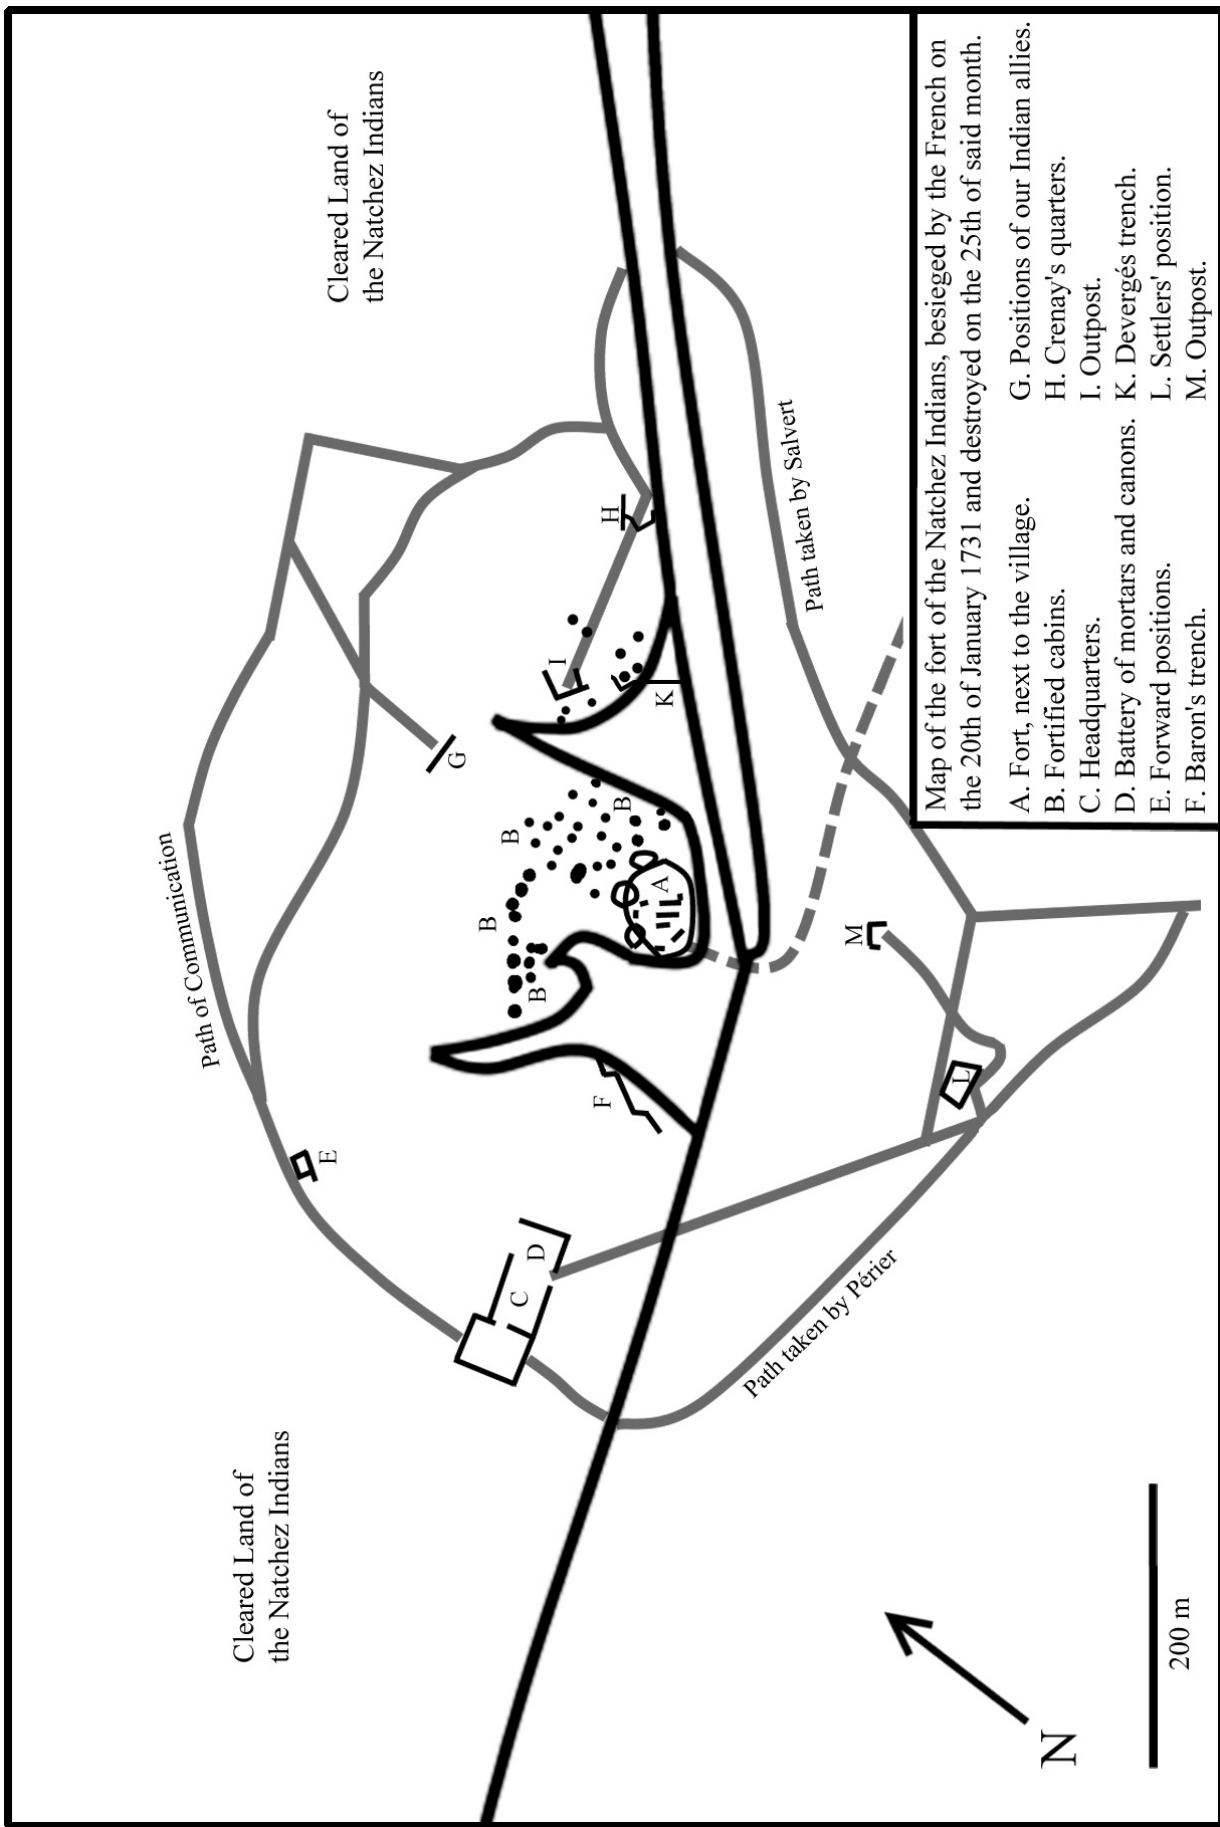 Cleared Land of
the Natchez Indians
Cleared Land of
the Natchez Indians
Path of Communication
E
G
B
B
B
B
I
H
K
A
F
C
D
Path taken by Salvert
M
L
Path taken by Périer
N
200 m
Map of the fort of the Natchez Indians, besieged by the French on
the 20th of January 1731 and destroyed on the 25th of said month.
A. Fort, next to the village.
B. Fortified cabins.
C. Headquarters.
D. Battery of mortars and canons.
E. Forward positions.
F. Baron's trench.
G. Positions of our Indian allies.
H. Crenay's quarters.
I. Outpost.
K. Devergés trench.
L. Settlers' position.
M. Outpost.